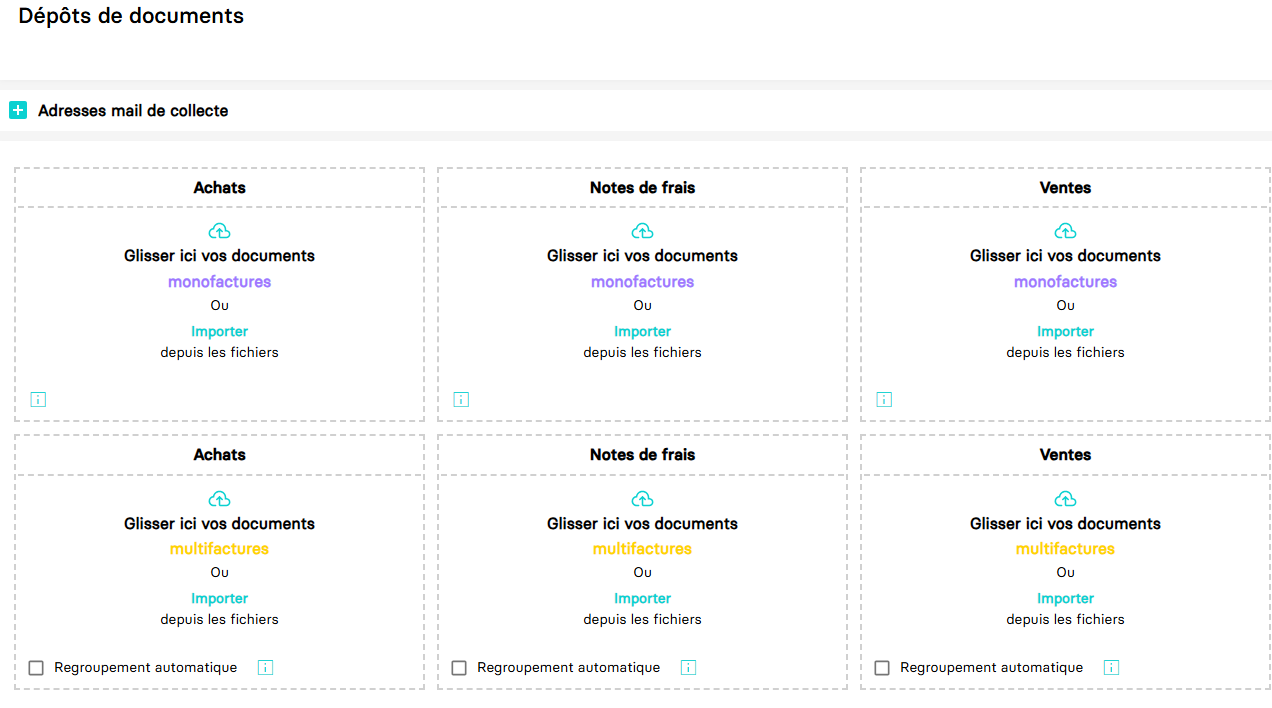 Dépôts de documents
Adresses mail de collecte
Achats
Glisser ici vos documents
monofactures
Ou
Importer
depuis les fichiers
Notes de frais
Glisser ici vos documents
monofactures
Ou
Importer
depuis les fichiers
Ventes
Glisser ici vos documents
monofactures
Ou
Importer
depuis les fichiers
Achats
Glisser ici vos documents
multifactures
Ou
Importer
depuis les fichiers
Regroupement automatique
Notes de frais
Glisser ici vos documents
multifactures
Ou
Importer
depuis les fichiers
Regroupement automatique
Ventes
Glisser ici vos documents
multifactures
Ou
Importer
depuis les fichiers
Regroupement automatique